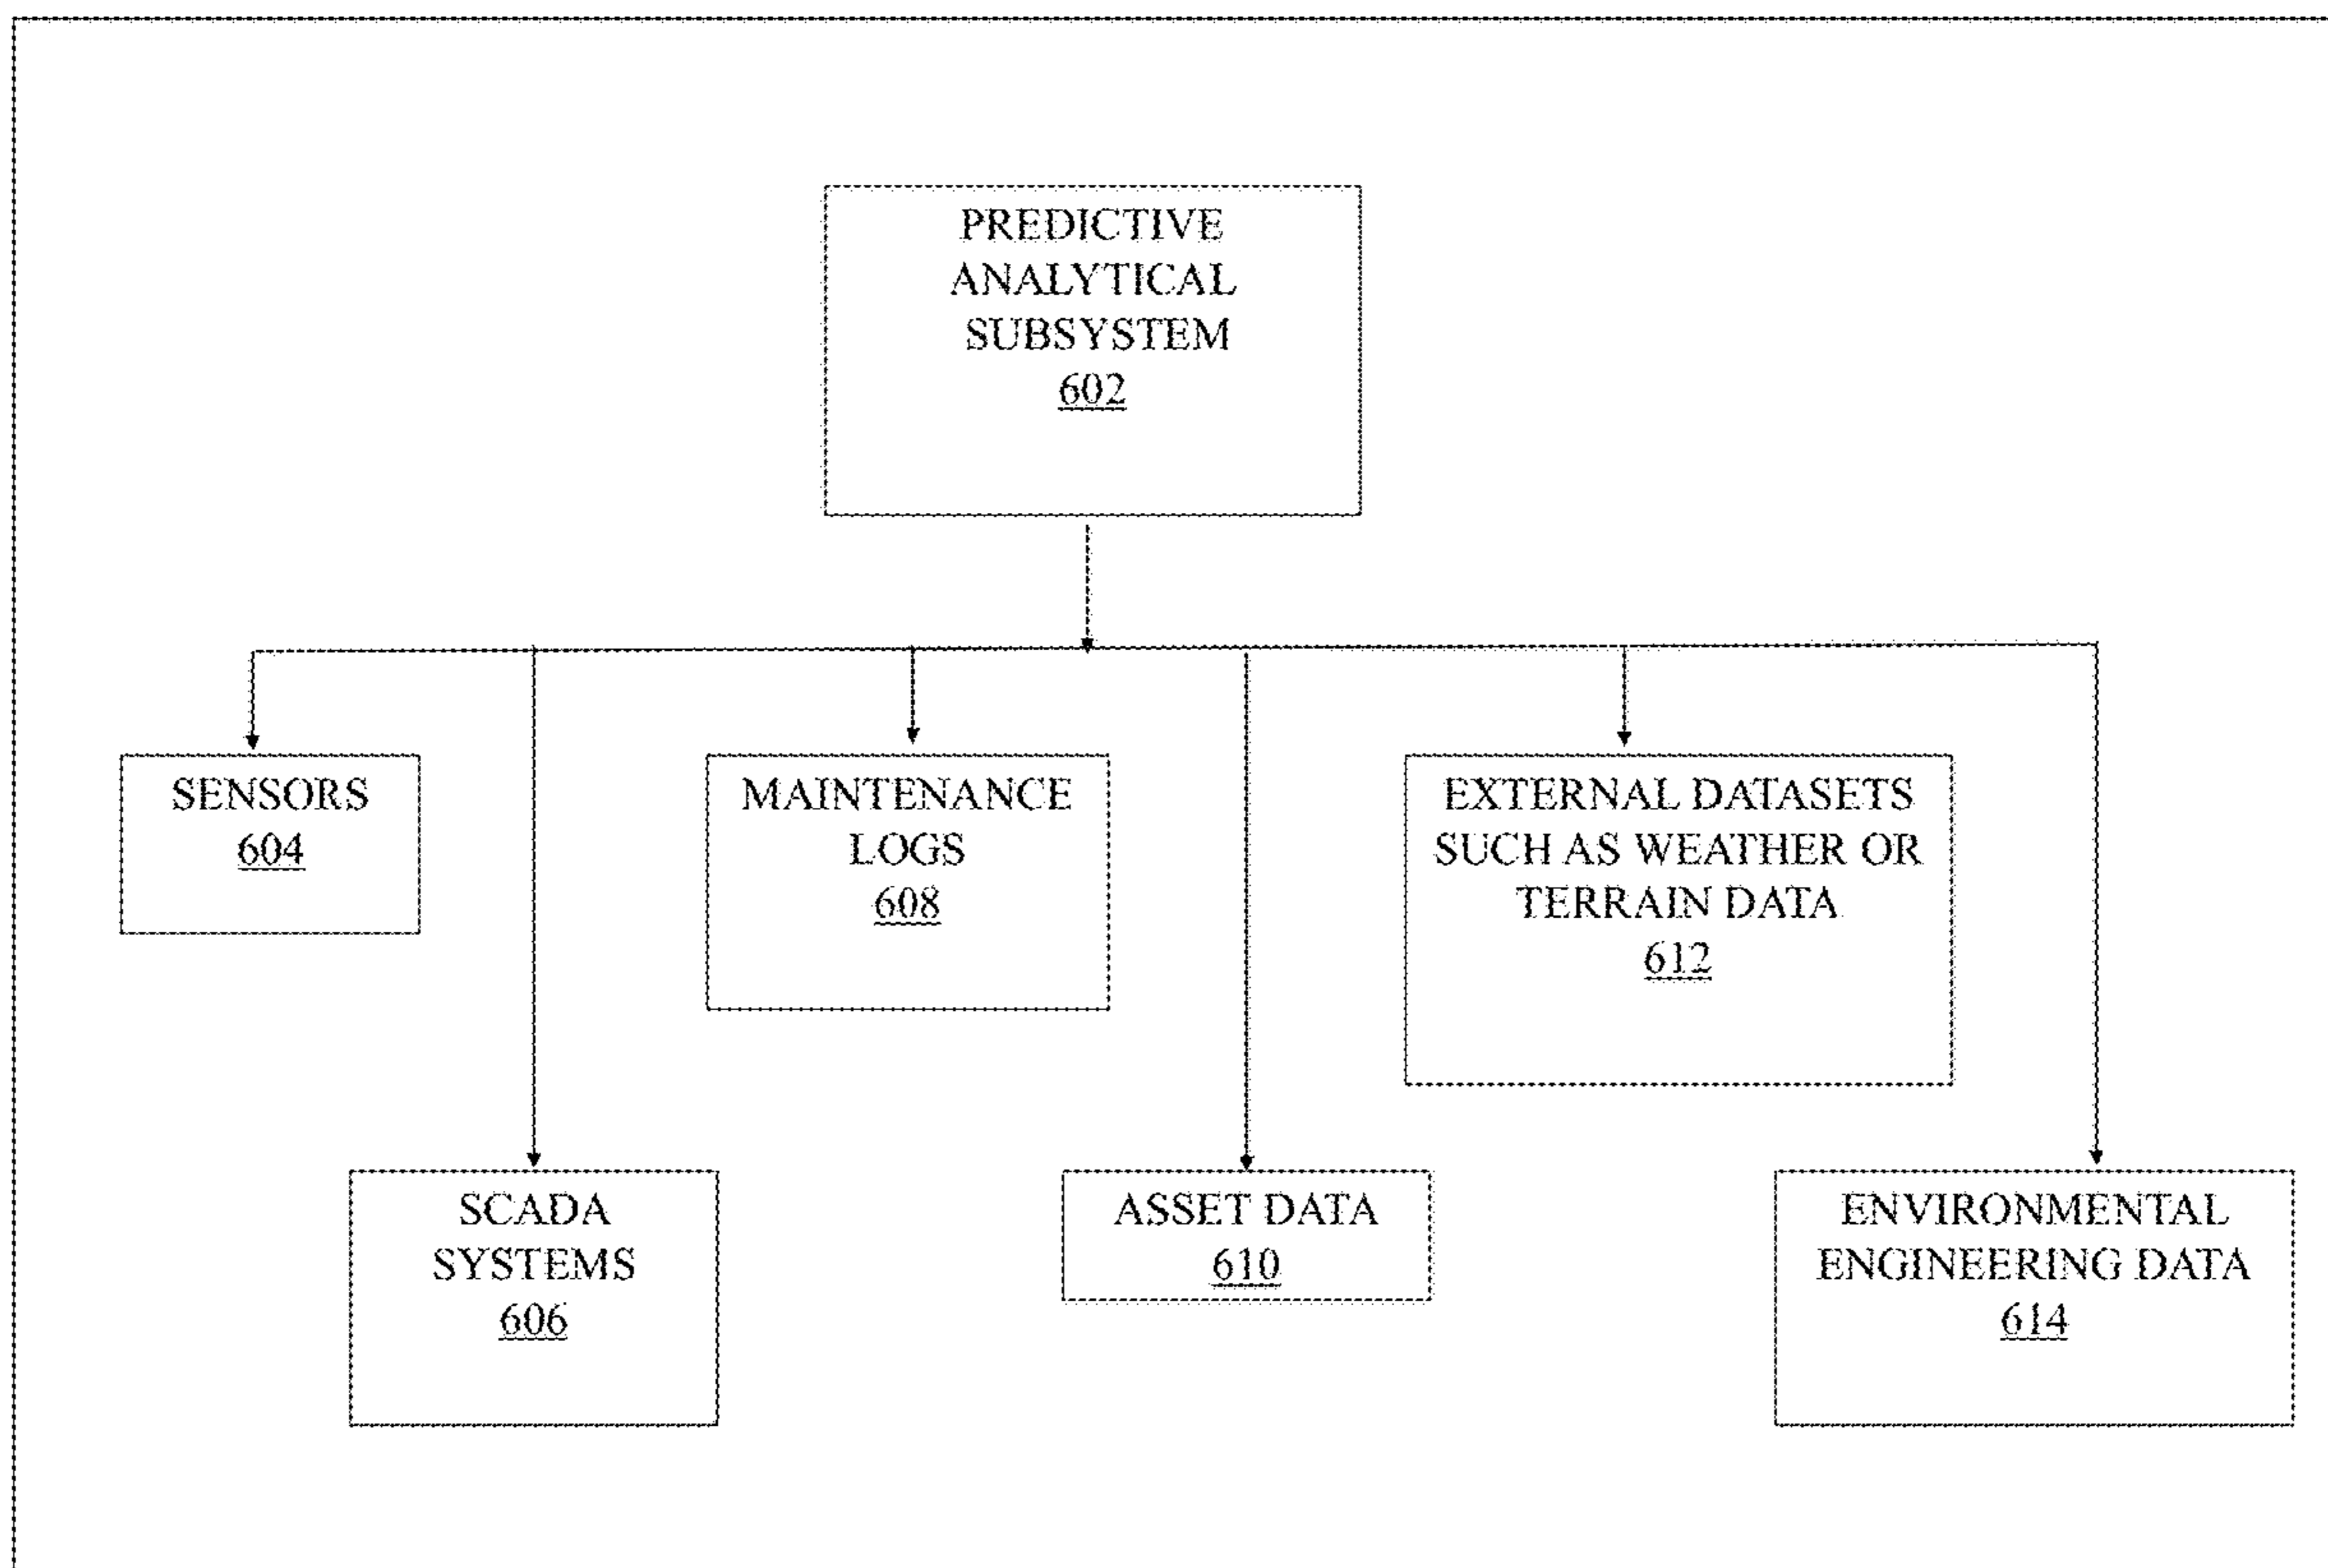 PREDICTIVE
ANALYTICAL
SUBSYSTEM
602
SENSORS
604
MAINTENANCE
LOGS
608
EXTERNAL DATASETS
SUCH AS WEATHER OR
TERRAIN DATA
612
SCADA
SYSTEMS
606
ASSET DATA
610
ENVIRONMENTAL
ENGINEERING DATA
614